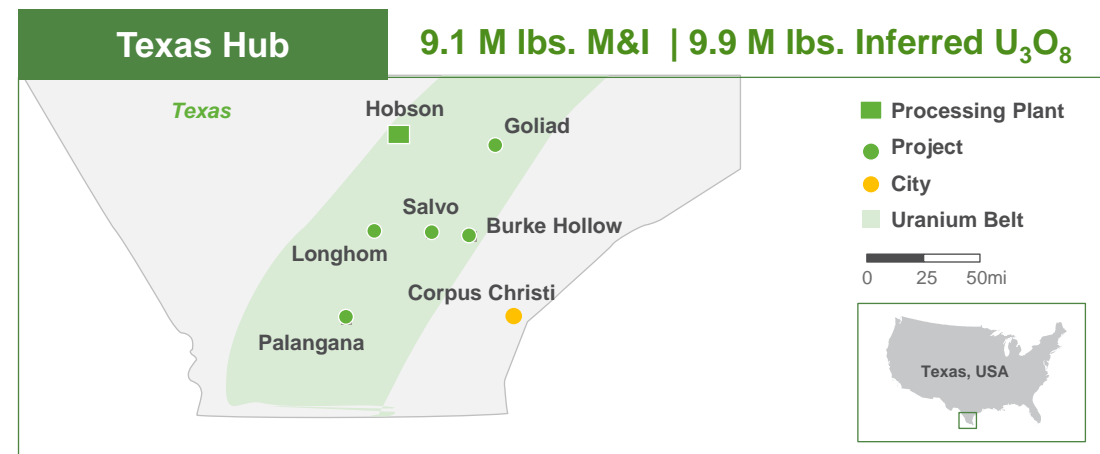 Texas Hub
9.1 M lbs. M&I | 9.9 M lbs. Inferred U3O8
Texas
Hobson
Goliad
Salvo
Burke Hollow
Longhom
Corpus Christi
Palangana
Processing Plant
Project
City
Uranium Belt
0 25 50mi
Texas, USA